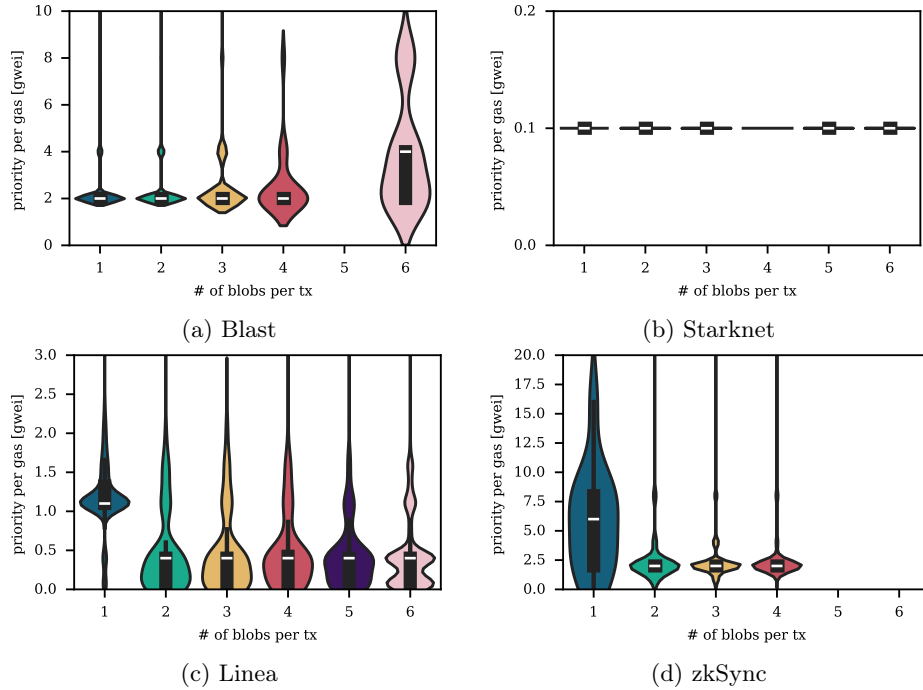 10
8
6
4
2
0
priority per gas [gwei]
1 2 3 4 5 6
# of blobs per tx
(a) Blast
0.2
0.1
0.0
priority per gas [gwei]
1 2 3 4 5 6
# of blobs per tx
(b) Starknet
3.0
2.5
2.0
1.5
1.0
0.5
0.0
priority per gas [gwei]
1 2 3 4 5 6
# of blobs per tx
(c) Linea
20.0
17.5
15.0
12.5
10.0
7.5
5.0
2.5
0.0
priority per gas [gwei]
1 2 3 4 5 6
# of blobs per tx
(d) zkSync